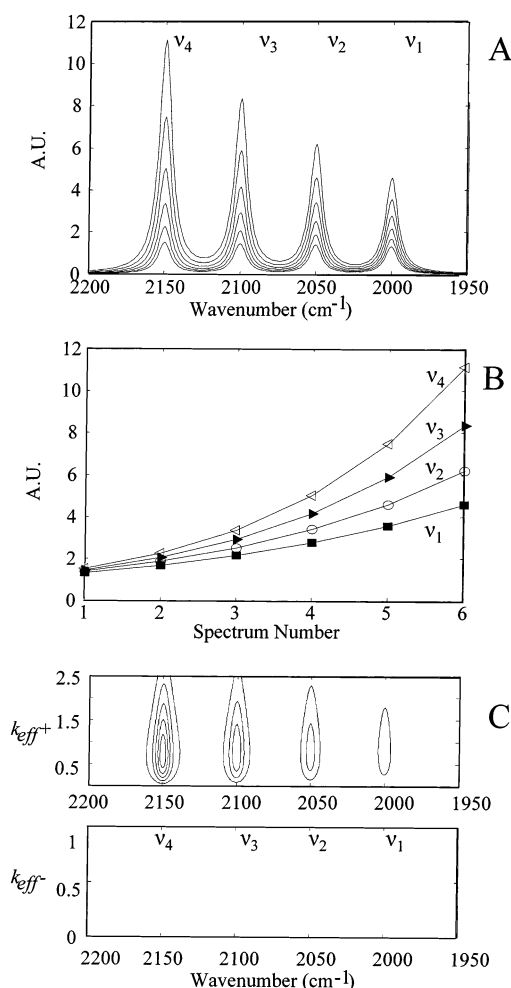 12
10
8
6
4
2
0
A.U.
ν4 ν3 ν2 ν1
A
2200 2150 2100 2050 2000 1950
Wavenumber (cm-1)
12
10
8
6
4
2
0
A.U.
B
ν4
ν3
ν2
ν1
1 2 3 4 5 6
Spectrum Number
2.5
1.5
0.5
keff+
C
2200 2150 2100 2050 2000 1950
1
0.5
0
keff-
ν4 ν3 ν2 ν1
2200 2150 2100 2050 2000 1950
Wavenumber (cm-1)